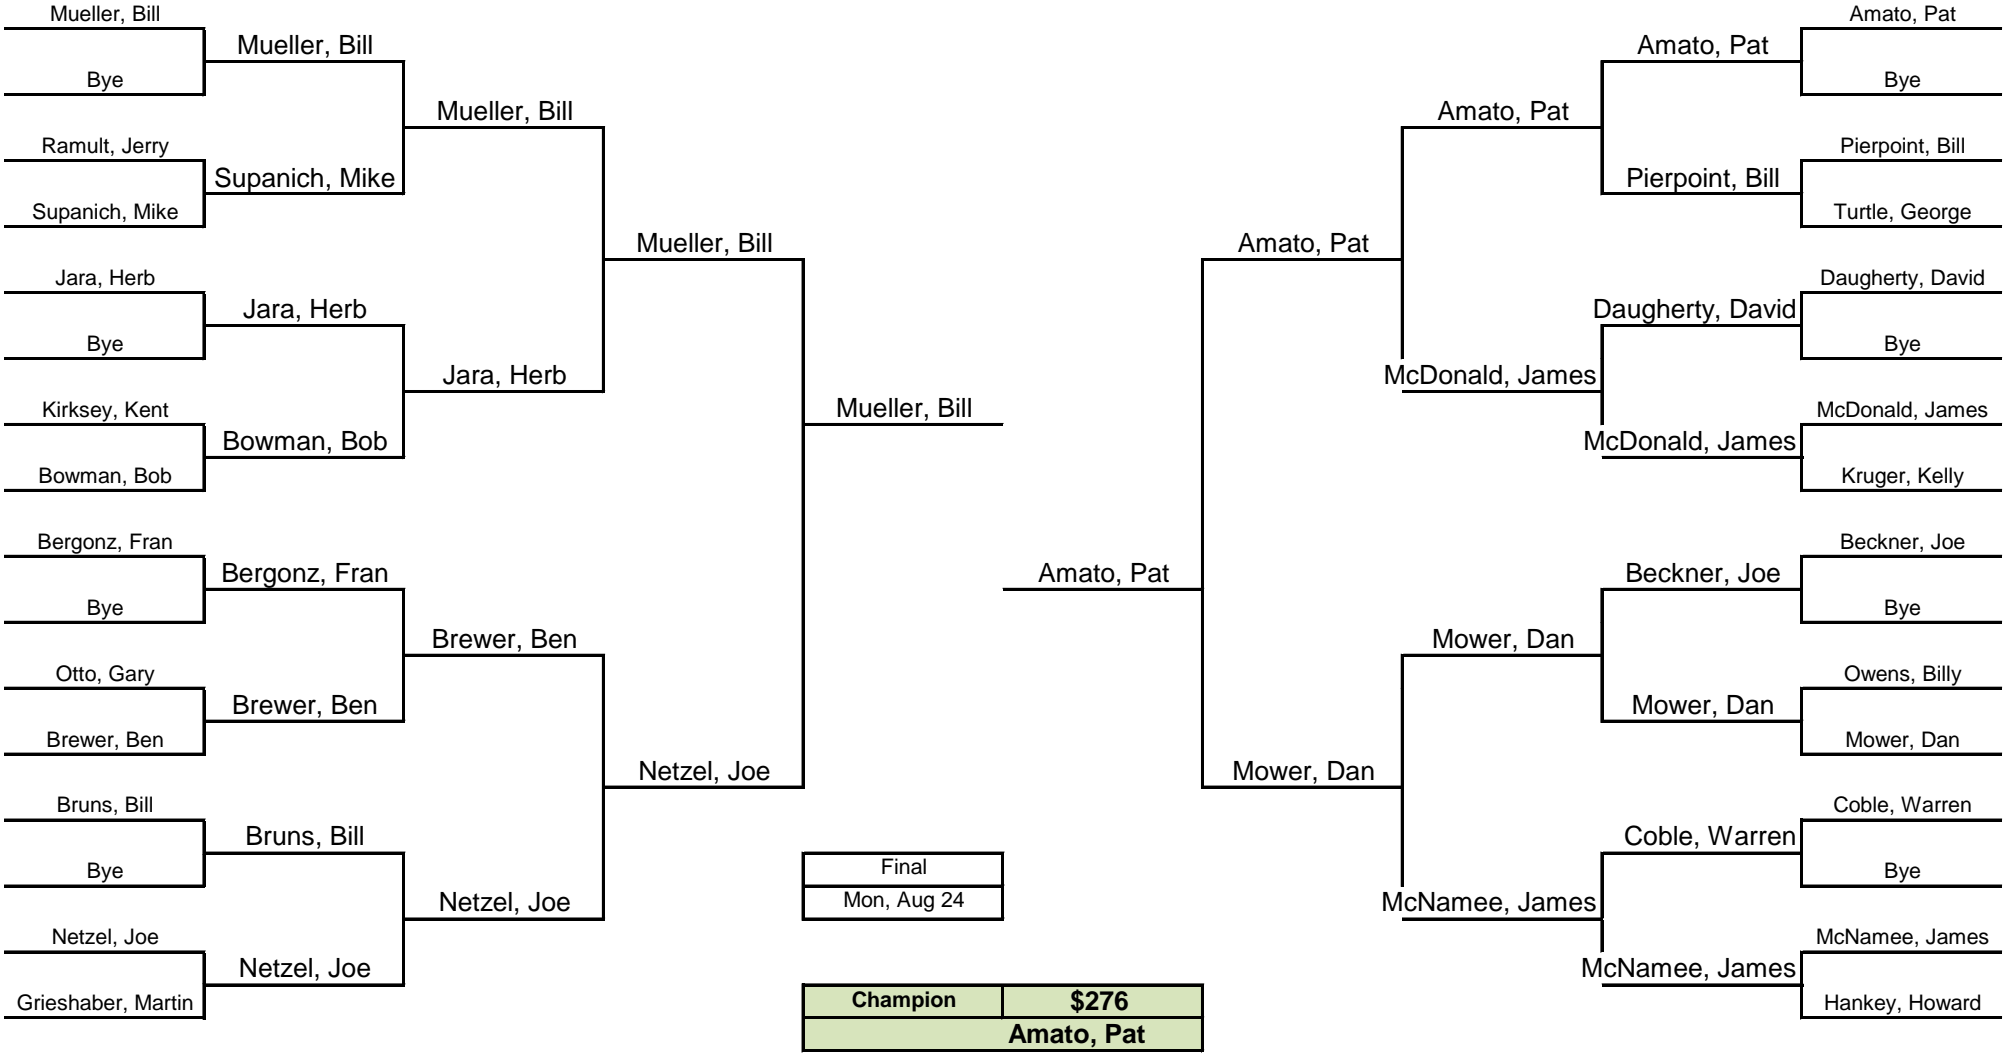 Mueller, Bill
Bye
Ramult, Jerry
Supanich, Mike
Jara, Herb
Bye
Kirksey, Kent
Bowman, Bob
Bergonz, Fran
Bye
Otto, Gary
Brewer, Ben
Bruns, Bill
Bye
Netzel, Joe
Grieshaber, Martin
Mueller, Bill
Supanich, Mike
Jara, Herb
Bowman, Bob
Bergonz, Fran
Brewer, Ben
Bruns, Bill
Netzel, Joe
Mueller, Bill
Jara, Herb
Brewer, Ben
Netzel, Joe
Mueller, Bill
Netzel, Joe
Mueller, Bill
Final
Mon, Aug 24
Champion $276
Amato, Pat
Amato, Pat
Amato, Pat
Mower, Dan
Amato, Pat
McDonald, James
Mower, Dan
McNamee, James
Amato, Pat
Pierpoint, Bill
Daugherty, David
McDonald, James
Beckner, Joe
Mower, Dan
Coble, Warren
McNamee, James
Amato, Pat
Bye
Pierpoint, Bill
Turtle, George
Daugherty, David
Bye
McDonald, James
Kruger, Kelly
Beckner, Joe
Bye
Owens, Billy
Mower, Dan
Coble, Warren
Bye
McNamee, James
Hankey, Howard